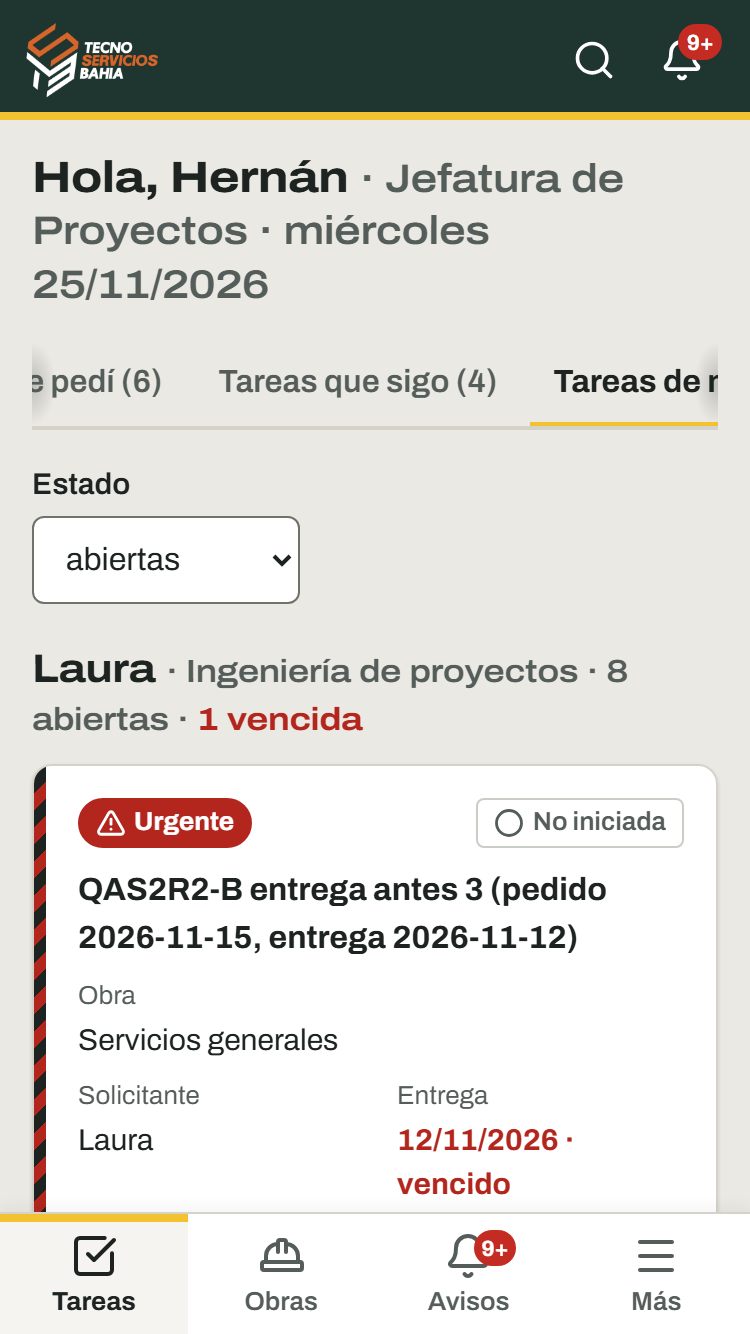 TECNO
SERVICIOS
BAHIA
9+
Hola, Hernán · Jefatura de
Proyectos · miércoles
25/11/2026
e pedí (6)
Tareas que sigo (4)
Tareas de
Estado
abiertas
Laura · Ingeniería de proyectos · 8
abiertas · 1 vencida
Urgente
No iniciada
QAS2R2-B entrega antes 3 (pedido
2026-11-15, entrega 2026-11-12)
Obra
Servicios generales
Solicitante
Entrega
Laura
12/11/2026 ·
vencido
9+
Tareas
Obras
Avisos
Más